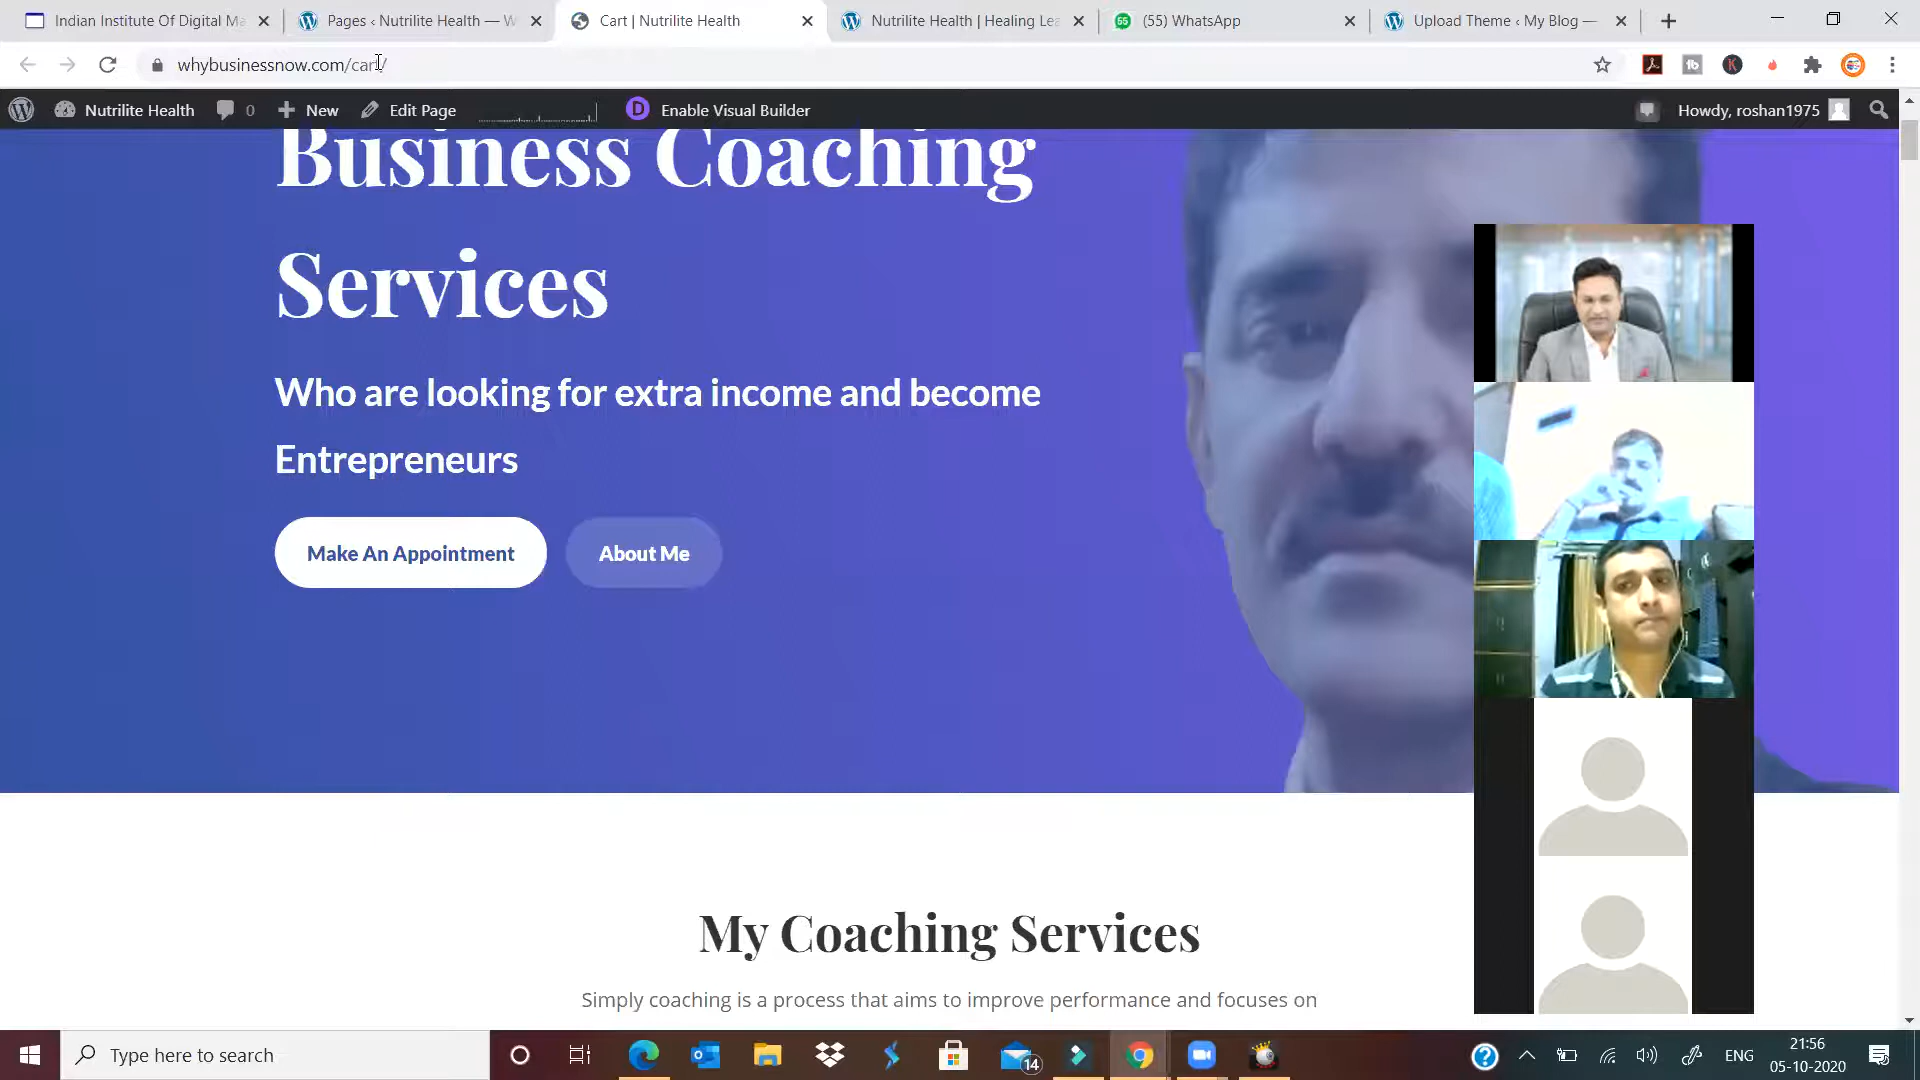 Indian Institute Of Digital Ma
Pages ‹ Nutrilite Health — W
Cart | Nutrilite Health
Nutrilite Health | Healing Lea
(55) WhatsApp
Upload Theme ‹ My Blog —
whybusinessnow.com/cart/
Nutrilite Health
0
New
Edit Page
Enable Visual Builder
Howdy, roshan1975
Business Coaching
Services
Who are looking for extra income and become
Entrepreneurs
Make An Appointment
About Me
My Coaching Services
Simply coaching is a process that aims to improve performance and focuses on
Type here to search
14
ENG
21:56
05-10-2020